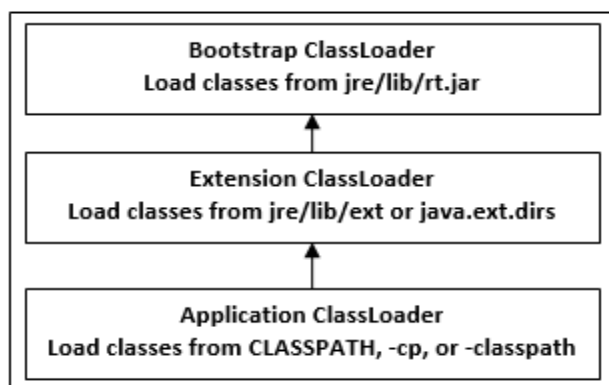 Bootstrap ClassLoader
Load classes from jre/lib/rt.jar
Extension ClassLoader
Load classes from jre/lib/ext or java.ext.dirs
Application ClassLoader
Load classes from CLASSPATH, -cp, or -classpath